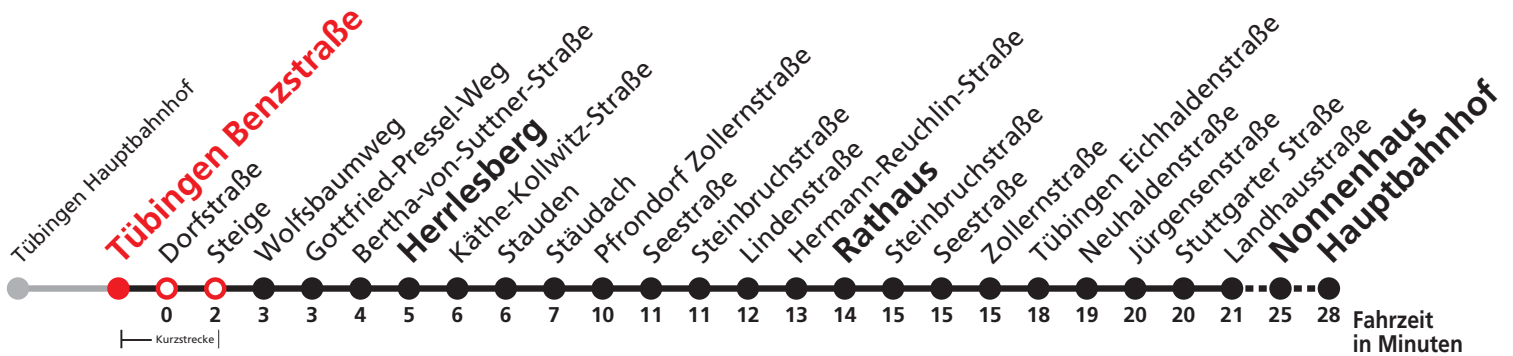 Tübingen Hauptbahnhof
Tübingen Benzstraße
Dorfstraße
Steige
Wolfsbaumweg
Gottfried-Pressel-Weg
Bertha-von-Suttner-Straße
Herrlesberg
Käthe-Kollwitz-Straße
Stauden
Stäudach
Pfrondorf Zollernstraße
Seestraße
Steinbruchstraße
Lindenstraße
Hermann-Reuchlin-Straße
Rathaus
Steinbruchstraße
Seestraße
Zollernstraße
Tübingen Eichhaldenstraße
Neuhaldenstraße
Jürgensenstraße
Stuttgarter Straße
Landhausstraße
Nonnenhaus
Hauptbahnhof
0 2 3 3 4 5 6 6 7 10 11 11 12 13 14 15 15 15 18 19 20 20 21 25 28
Fahrzeit
in Minuten
Kurzstrecke